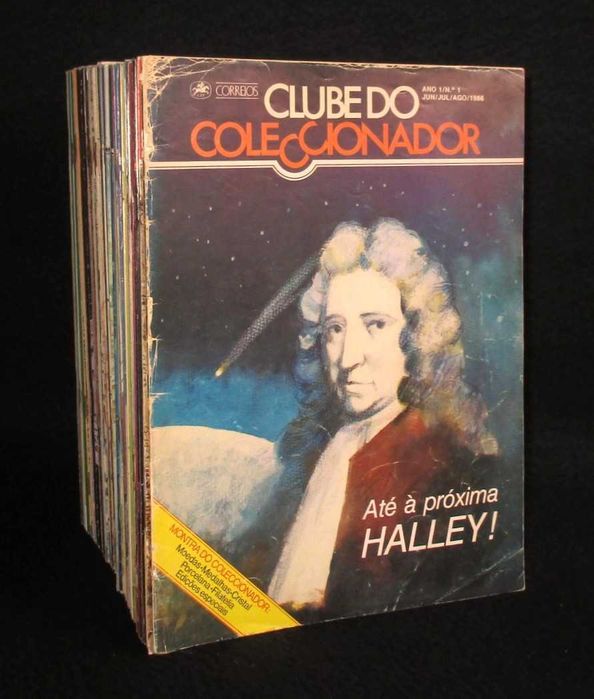 CORREIOS
CLUBE DO
COLECCIONADOR
ANO 1/N.º 1
JUN/JUL/AGO/1986
Até à próxima
HALLEY!
MONTRA DO COLECCIONADOR:
Moedas-Medalhas-Cristal
Porcelana-Filatelia
Edições especiais